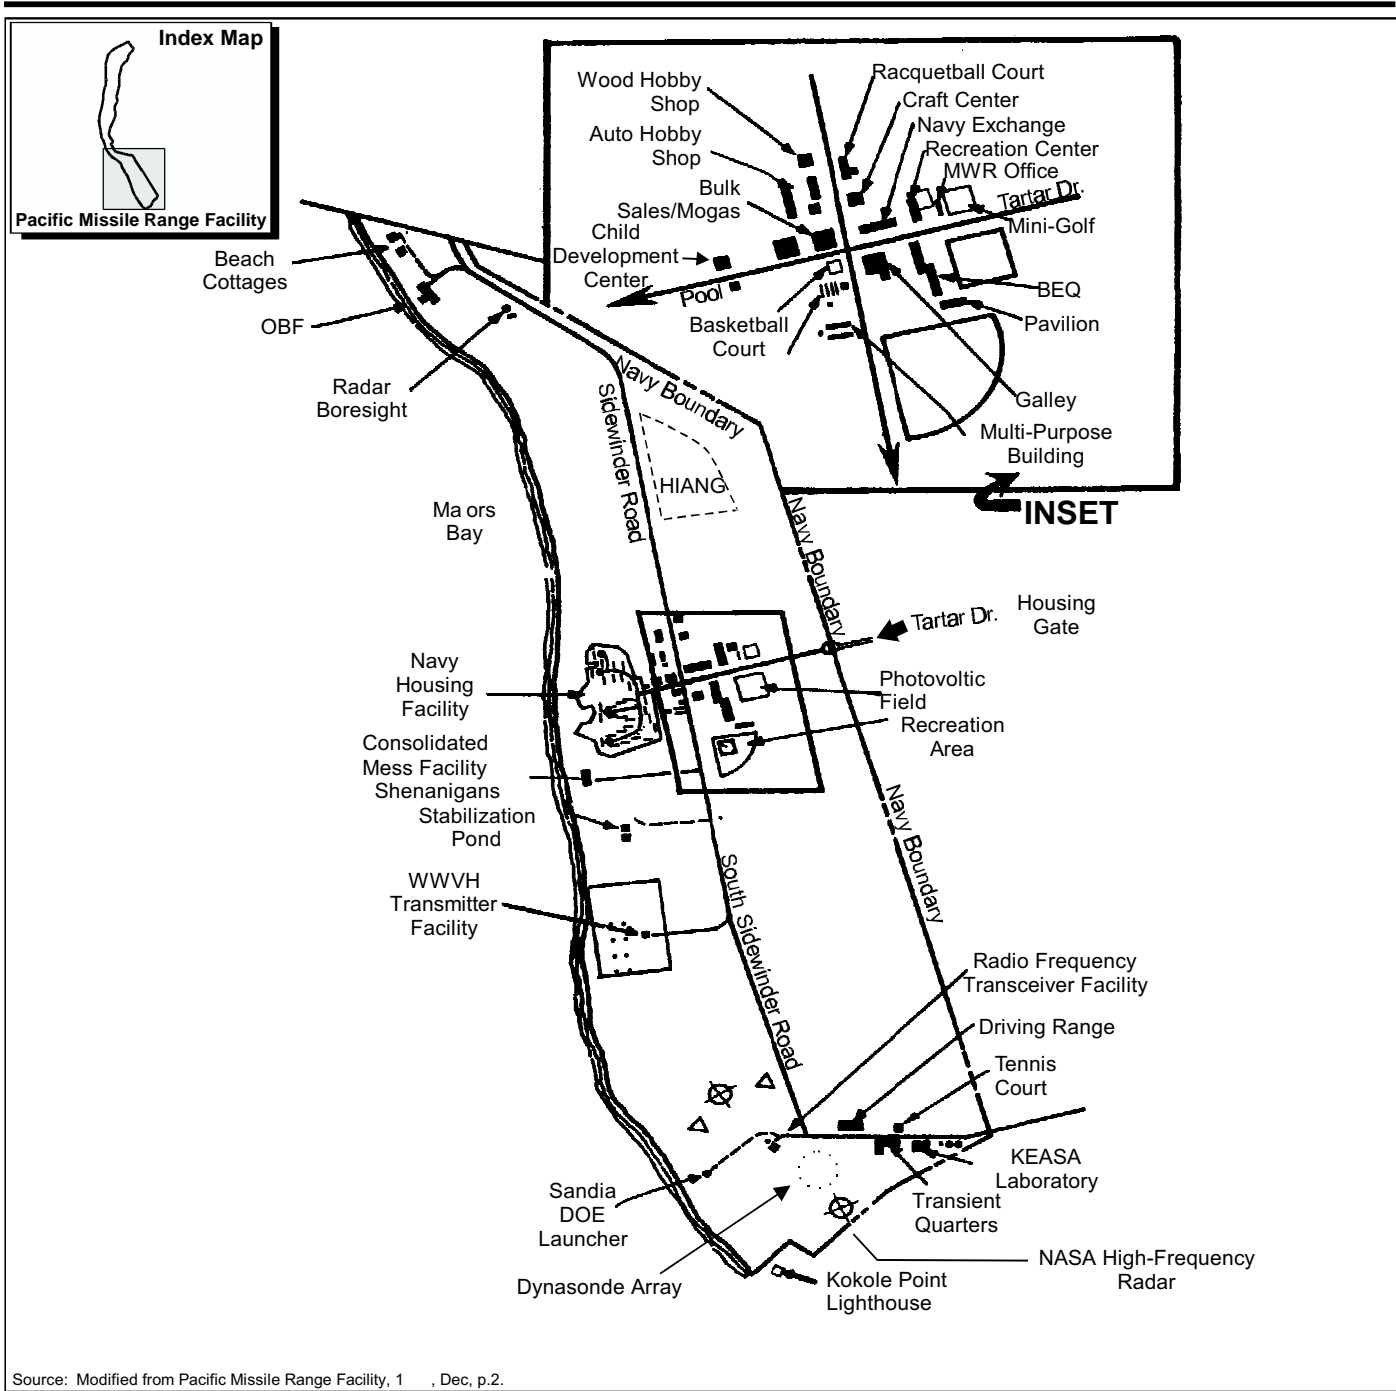 Index Map
Pacific Missile Range Facility
Wood Hobby
Shop
Auto Hobby
Shop
Bulk
Sales/Mogas
Child
Development
Center
Pool
Basketball
Court
Racquetball Court
Craft Center
Navy Exchange
Recreation Center
MWR Office
Tartar Dr.
Mini-Golf
BEQ
Pavilion
Galley
Multi-Purpose
Building
INSET
Beach
Cottages
OBF
Radar
Boresight
Navy Boundary
Sidewinder Road
HIANG
Ma ors
Bay
Navy Boundary
Tartar Dr.
Housing
Gate
Navy
Housing
Facility
Photovoltic
Field
Recreation
Area
Consolidated
Mess Facility
Shenanigans
Stabilization
Pond
Navy Boundary
WWVH
Transmitter
Facility
South Sidewinder Road
Radio Frequency
Transceiver Facility
Driving Range
Tennis
Court
KEASA
Laboratory
Transient
Quarters
Sandia
DOE
Launcher
Dynasonde Array
NASA High-Frequency
Radar
Kokole Point
Lighthouse
Source: Modified from Pacific Missile Range Facility, 1 , Dec, p.2.